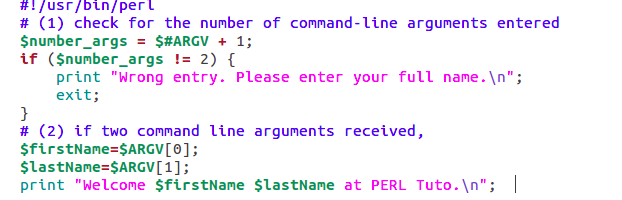 #!/usr/bin/perl
# (1) check for the number of command-line arguments entered
$number_args = $#ARGV + 1;
if ($number_args != 2) {
    print "Wrong entry. Please enter your full name.\n";
    exit;
}
# (2) if two command line arguments received,
$firstName=$ARGV[0];
$lastName=$ARGV[1];
print "Welcome $firstName $lastName at PERL Tuto.\n";